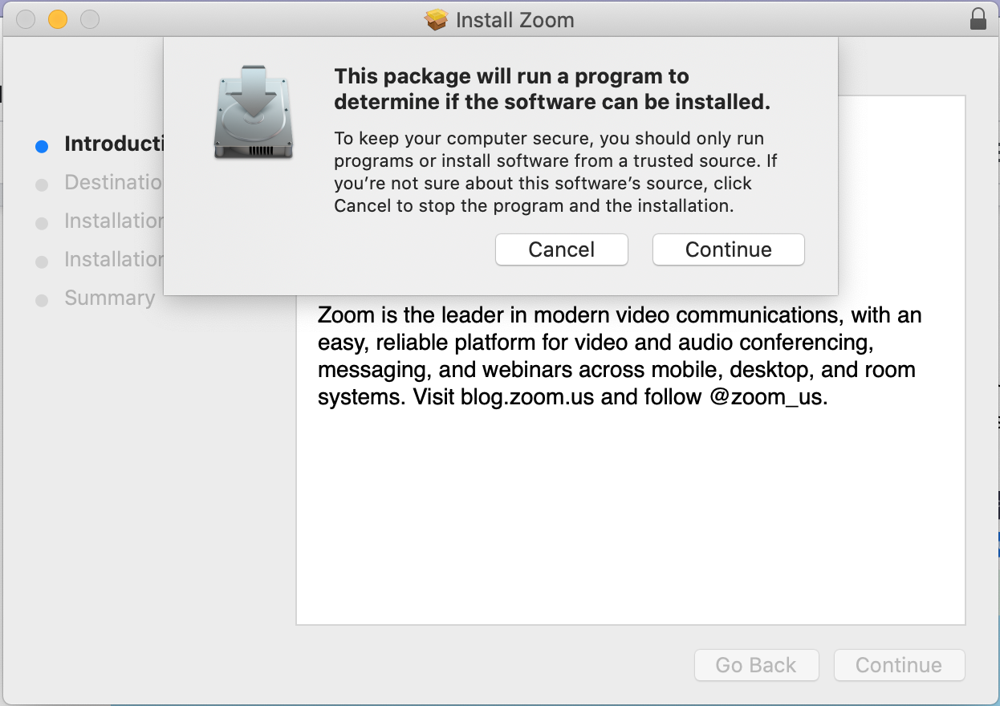 Install Zoom
This package will run a program to
determine if the software can be installed.
To keep your computer secure, you should only run
programs or install software from a trusted source. If
you’re not sure about this software’s source, click
Cancel to stop the program and the installation.
Cancel
Continue
Introducti
Destinatio
Installation
Installation
Summary
Zoom is the leader in modern video communications, with an
easy, reliable platform for video and audio conferencing,
messaging, and webinars across mobile, desktop, and room
systems. Visit blog.zoom.us and follow @zoom_us.
Go Back
Continue